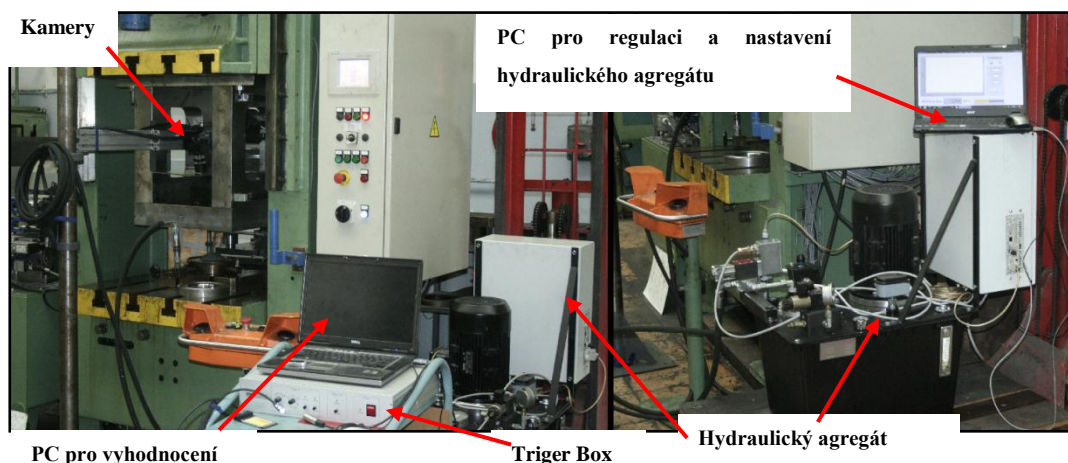 Kamery
PC pro regulaci a nastavení
hydraulického agregátu
PC pro vyhodnocení
Triger Box
Hydraulický agregát